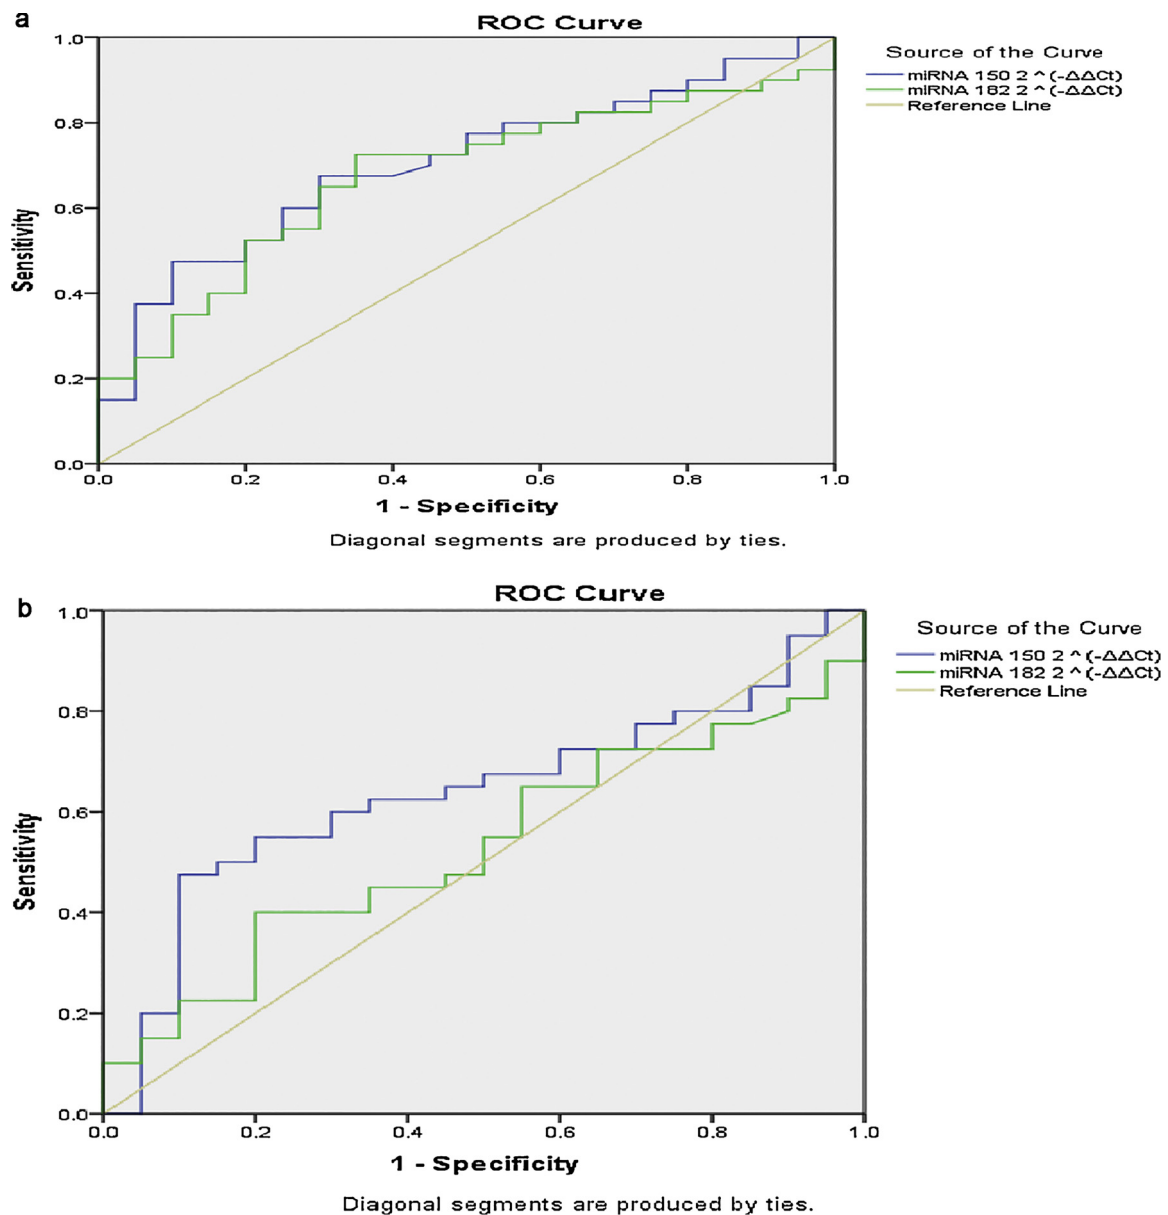 a
ROC Curve
Source of the Curve
miRNA 150 2 ^ (-ΔΔCt)
miRNA 182 2 ^ (-ΔΔCt)
Reference Line
1.0
0.8
0.6
0.4
0.2
0.0
Sensitivity
0.0 0.2 0.4 0.6 0.8 1.0
1 - Specificity
Diagonal segments are produced by ties.
b
ROC Curve
Source of the Curve
miRNA 150 2 ^ (-ΔΔCt)
miRNA 182 2 ^ (-ΔΔCt)
Reference Line
1.0
0.8
0.6
0.4
0.2
0.0
Sensitivity
0.0 0.2 0.4 0.6 0.8 1.0
1 - Specificity
Diagonal segments are produced by ties.